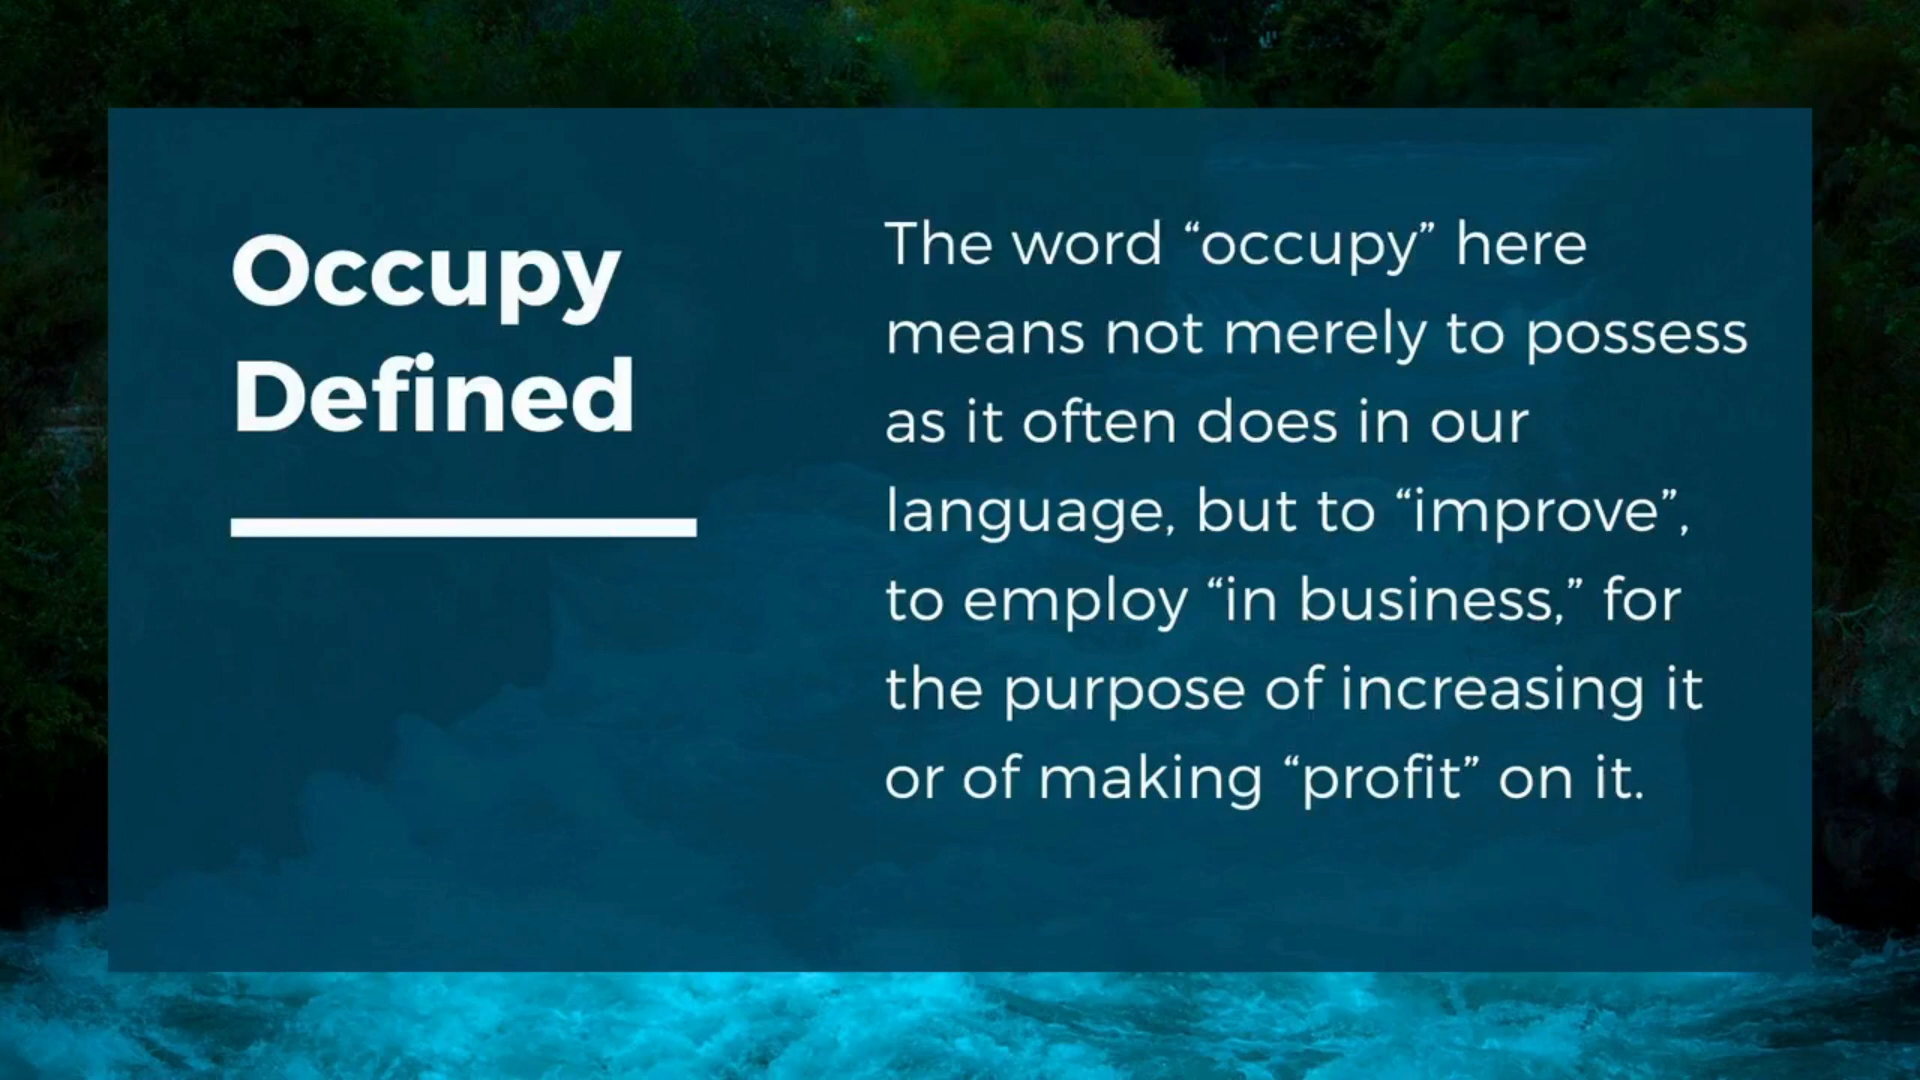 Occupy
Defined
The word “occupy” here
means not merely to possess
as it often does in our
language, but to “improve”,
to employ “in business,” for
the purpose of increasing it
or of making “profit” on it.